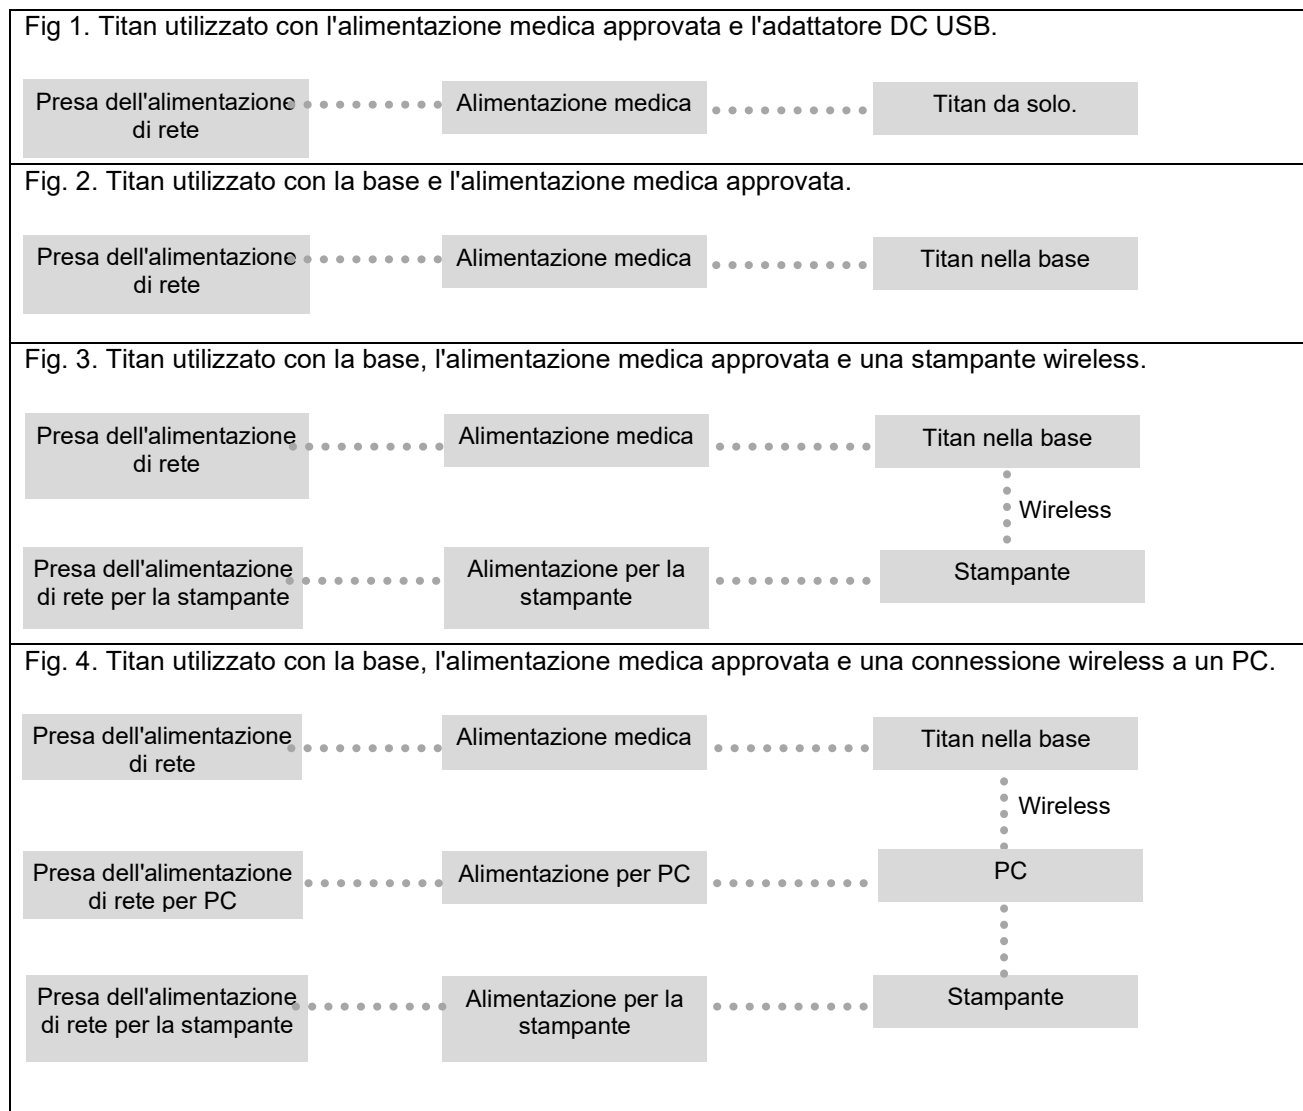 Fig 1. Titan utilizzato con l'alimentazione medica approvata e l'adattatore DC USB.
Presa dell'alimentazione
di rete
Alimentazione medica
Titan da solo.
Fig. 2. Titan utilizzato con la base e l'alimentazione medica approvata.
Presa dell'alimentazione
di rete
Alimentazione medica
Titan nella base
Fig. 3. Titan utilizzato con la base, l'alimentazione medica approvata e una stampante wireless.
Presa dell'alimentazione
di rete
Alimentazione medica
Titan nella base
Wireless
Presa dell'alimentazione
di rete per la stampante
Alimentazione per la
stampante
Stampante
Fig. 4. Titan utilizzato con la base, l'alimentazione medica approvata e una connessione wireless a un PC.
Presa dell'alimentazione
di rete
Alimentazione medica
Titan nella base
Wireless
Presa dell'alimentazione
di rete per PC
Alimentazione per PC
PC
Presa dell'alimentazione
di rete per la stampante
Alimentazione per la
stampante
Stampante